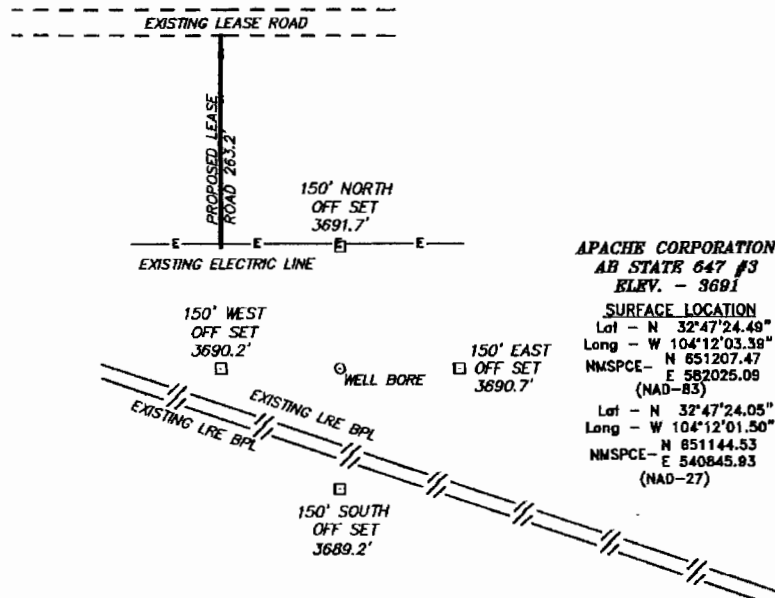 EXISTING LEASE ROAD
PROPOSED LEASE
ROAD 263.2'
150' NORTH
OFF SET
3691.7'
E E E E
EXISTING ELECTRIC LINE
150' WEST
OFF SET
3690.2'
WELL BORE
150' EAST
OFF SET
3690.7'
EXISTING LRE BPL
EXISTING LRE BPL
150' SOUTH
OFF SET
3689.2'
APACHE CORPORATION
AB STATE 647 #3
ELEV. - 3691
SURFACE LOCATION
Lat - N 32°47'24.49"
Long - W 104°12'03.39"
NMSPCE- N 651207.47
E 582025.09
(NAD-83)
Lat - N 32°47'24.05"
Long - W 104°12'01.50"
NMSPCE- N 651144.53
E 540845.93
(NAD-27)